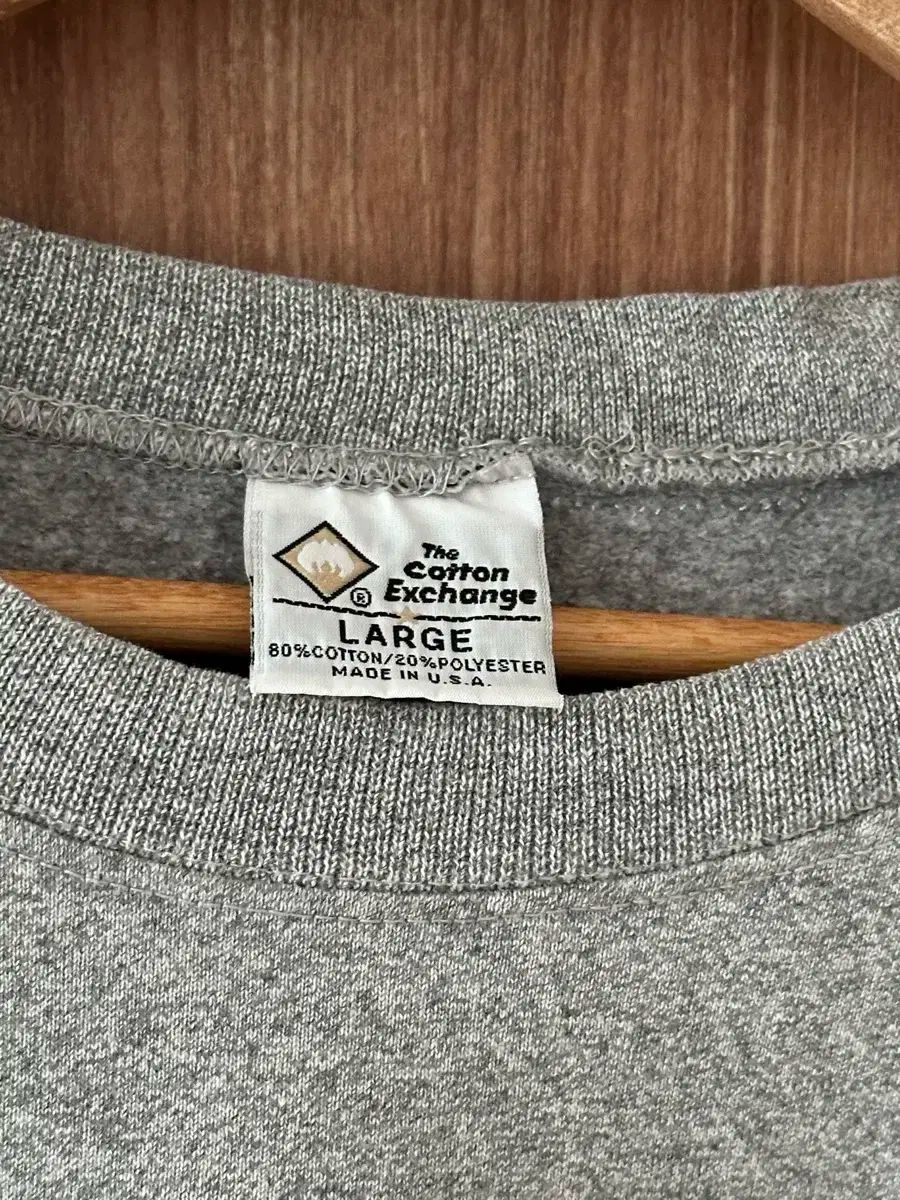 The
Cotton
® Exchange
LARGE
80%COTTON/20%POLYESTER
MADE IN U.S.A.